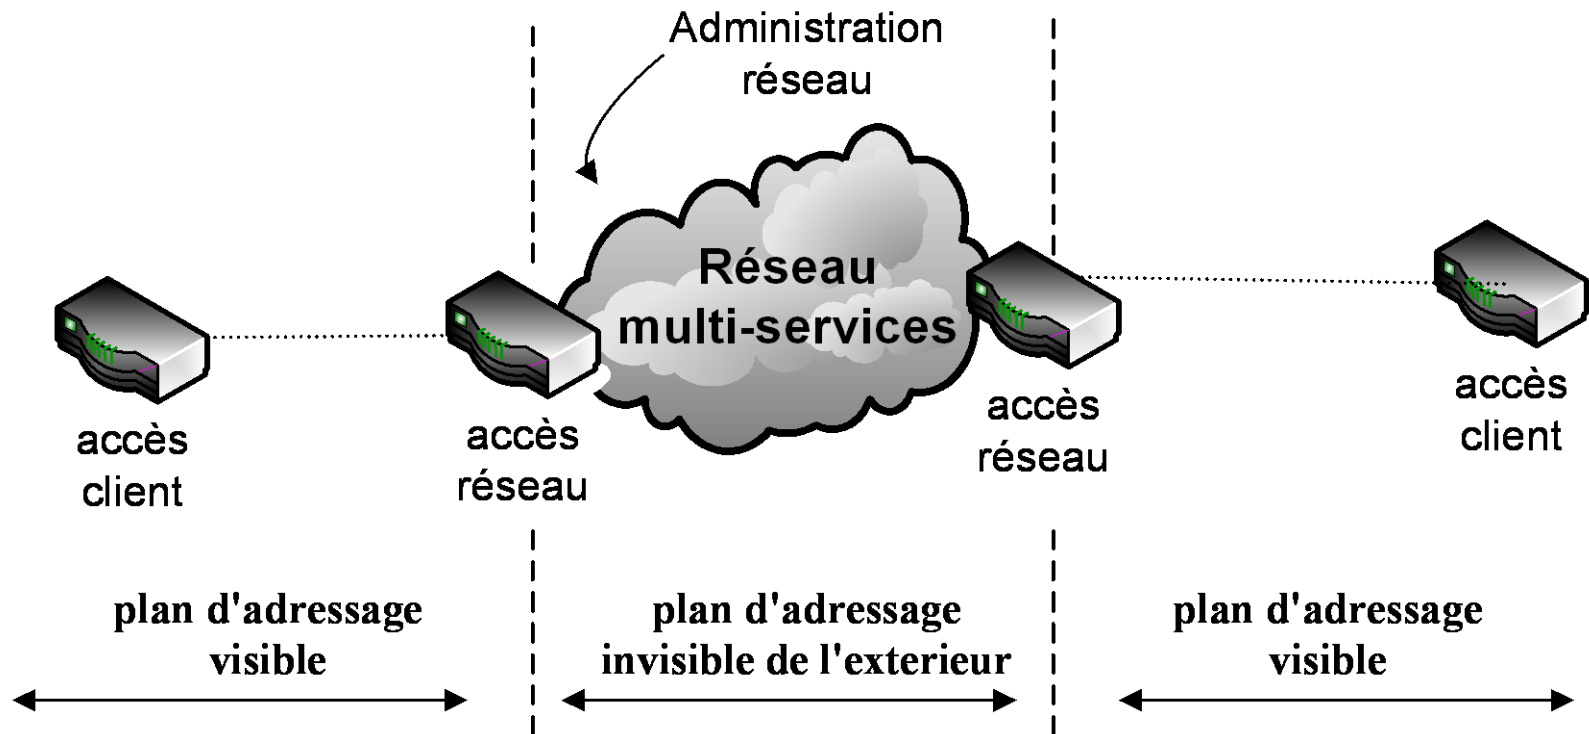 Administration
réseau
Réseau
multi-services
accès
client
accès
réseau
accès
réseau
accès
client
plan d'adressage
visible
plan d'adressage
invisible de l'exterieur
plan d'adressage
visible